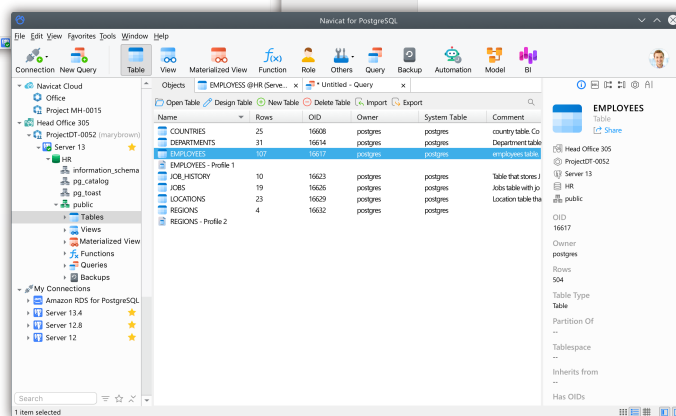 Navicat for PostgreSQL
File Edit View Favorites Tools Window Help
Connection New Query Table View Materialized View Function Role Others Query Backup Automation Model BI
f(x)
Objects EMPLOYESS @HR (Serve... × * Untitled - Query ×
Open Table Design Table New Table Delete Table Import Export
Name Rows OID Owner System Table Comment
COUNTRIES 25 16608 postgres postgres country table. Co
DEPARTMENTS 31 16614 postgres postgres Department table
EMPLOYEES 107 16617 postgres postgres employees table.
EMPLOYEES - Profile 1
JOB_HISTORY 10 16623 postgres postgres Table that stores J
JOBS 19 16626 postgres postgres Jobs table with jo
LOCATIONS 23 16629 postgres postgres Location table tha
REGIONS 4 16632 postgres postgres
REGIONS - Profile 2
Navicat Cloud
Office
Project MH-0015
Head Office 305
ProjectDT-0052 (marybrown)
Server 13
HR
information_schema
pg_catalog
pg_toast
public
Tables
Views
Materialized View
fx Functions
Queries
Backups
My Connections
Amazon RDS for PostgreSQL
Server 13.4
Server 12.8
Server 12
Search
1 item selected
EMPLOYEES
Table
Share
Head Office 305
ProjectDT-0052
Server 13
HR
public
OID
16617
Owner
postgres
Rows
504
Table Type
Table
Partition Of
--
Tablespace
--
Inherits from
--
Has OIDs